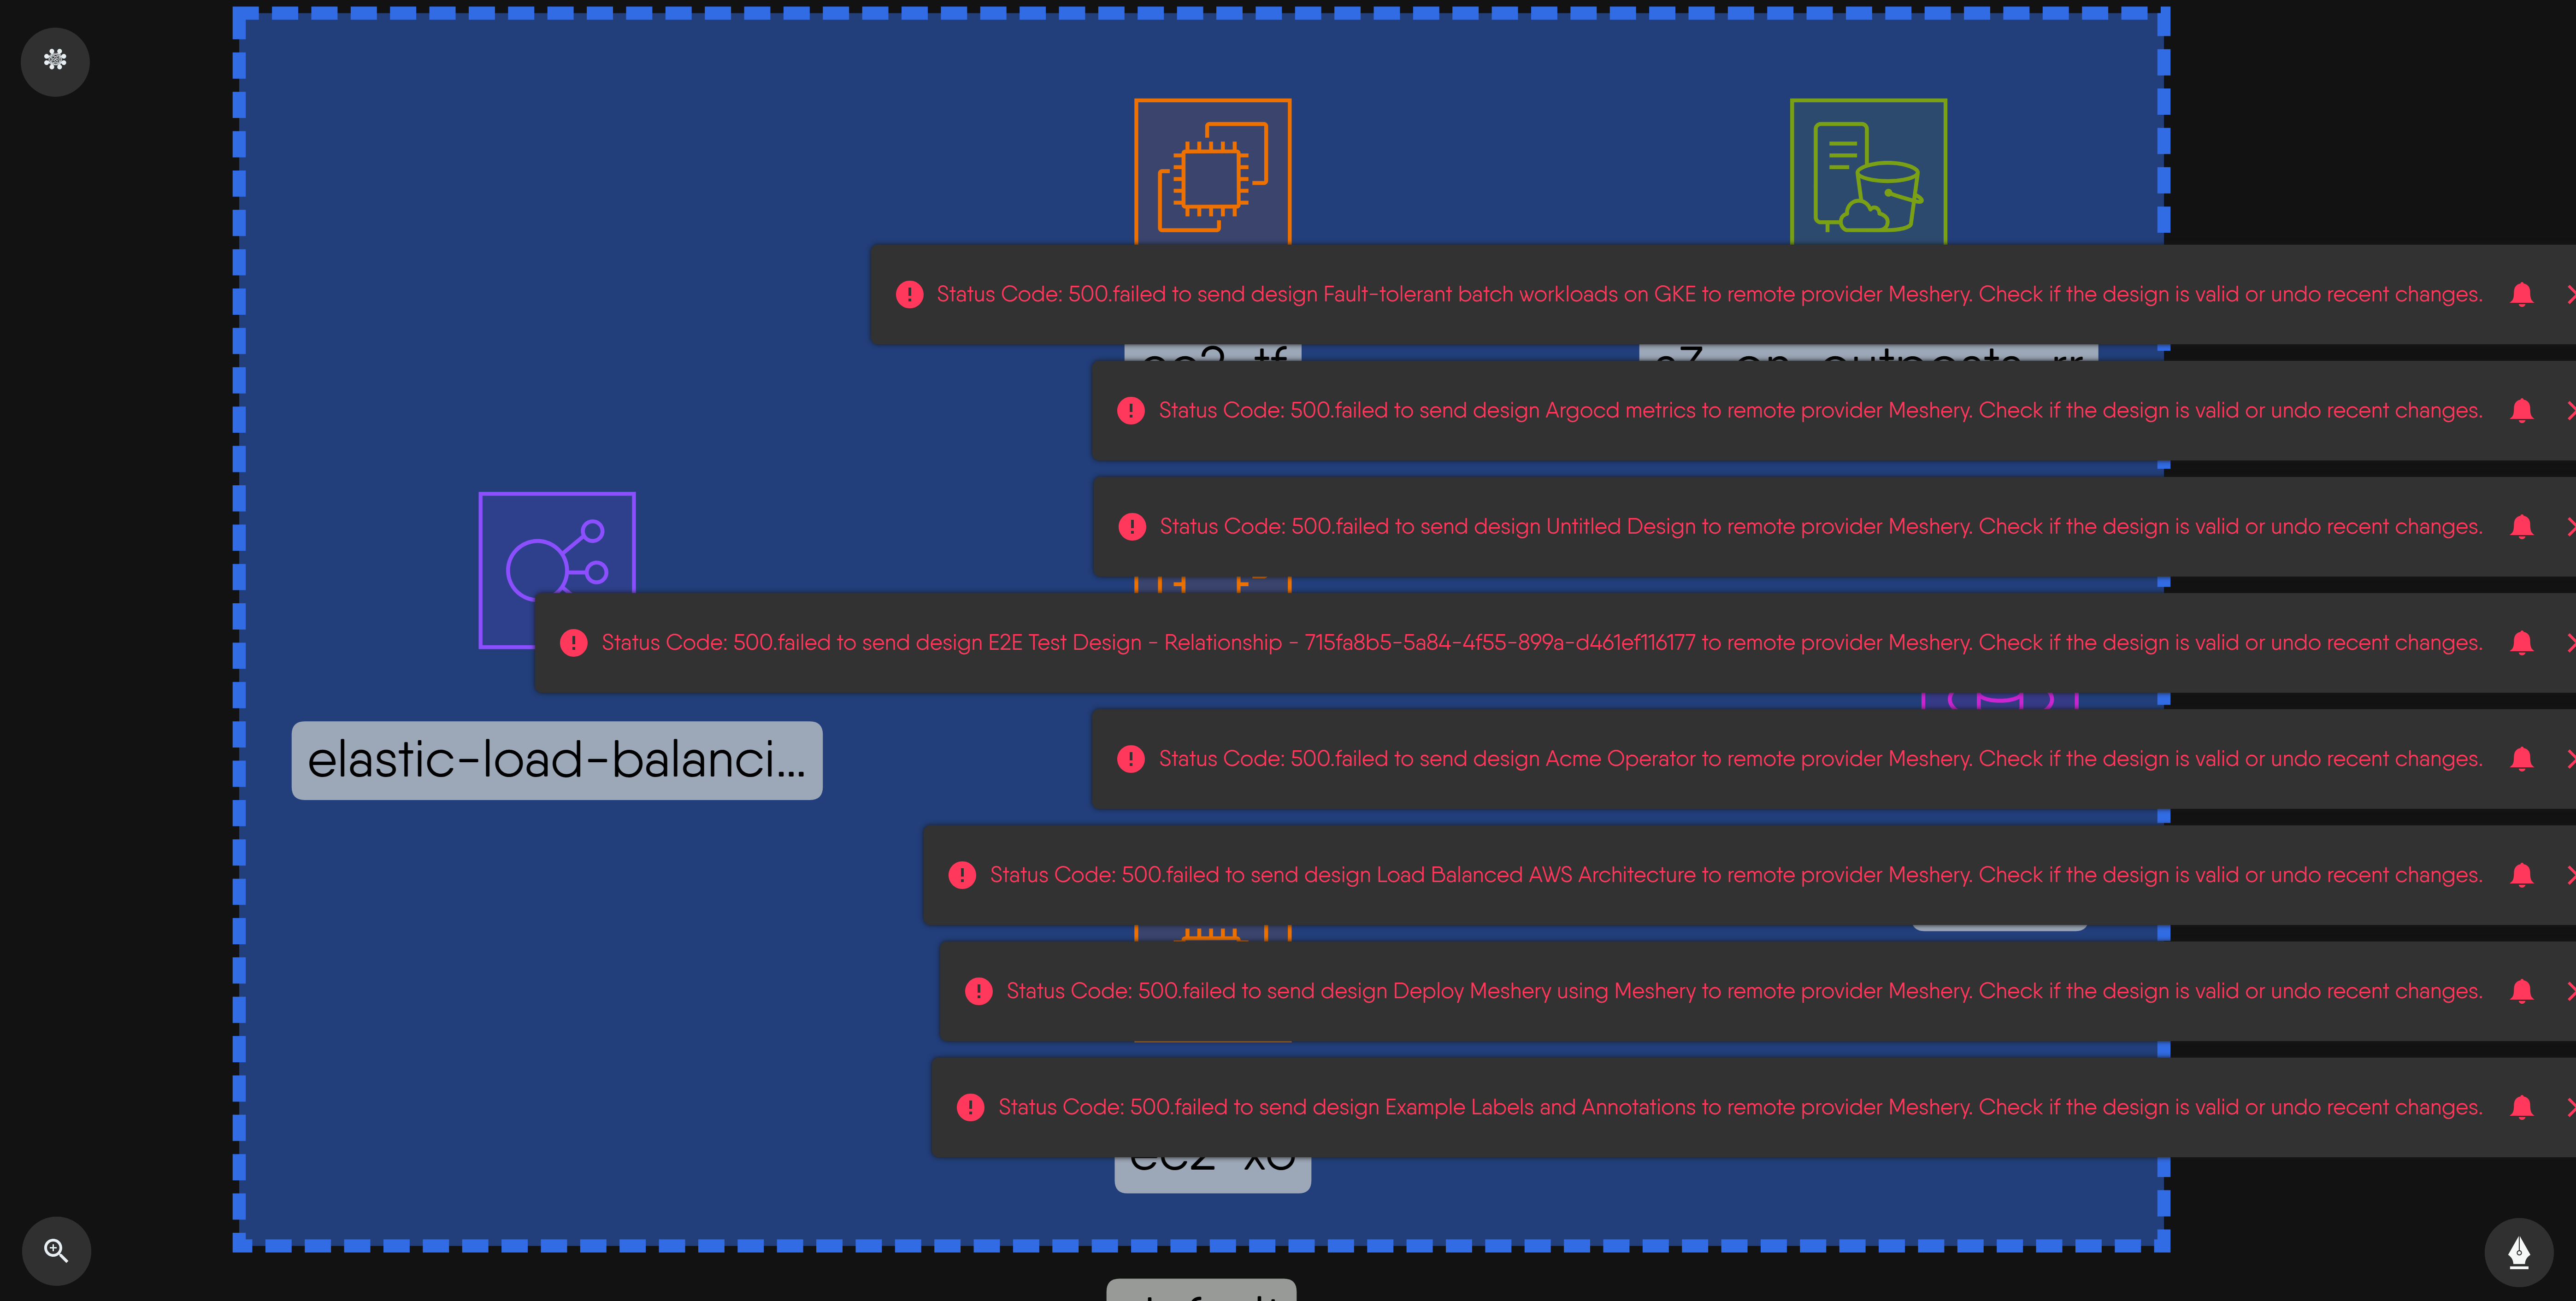 Status Code: 500.failed to send design Fault-tolerant batch workloads on GKE to remote provider Meshery. Check if the design is valid or undo recent changes.
Status Code: 500.failed to send design Argocd metrics to remote provider Meshery. Check if the design is valid or undo recent changes.
Status Code: 500.failed to send design Untitled Design to remote provider Meshery. Check if the design is valid or undo recent changes.
Status Code: 500.failed to send design E2E Test Design - Relationship - 715fa8b5-5a84-4f55-899a-d461ef116177 to remote provider Meshery. Check if the design is valid or undo recent changes.
elastic-load-balanci...
Status Code: 500.failed to send design Acme Operator to remote provider Meshery. Check if the design is valid or undo recent changes.
Status Code: 500.failed to send design Load Balanced AWS Architecture to remote provider Meshery. Check if the design is valid or undo recent changes.
Status Code: 500.failed to send design Deploy Meshery using Meshery to remote provider Meshery. Check if the design is valid or undo recent changes.
Status Code: 500.failed to send design Example Labels and Annotations to remote provider Meshery. Check if the design is valid or undo recent changes.